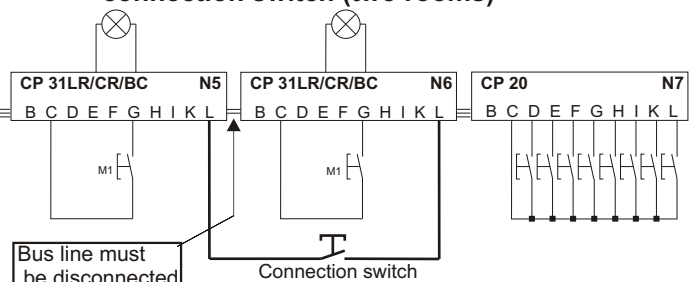 connection switch (two rooms)
CP 31LR/CR/BC N5
B C D E F G H I K L
CP 31LR/CR/BC N6
B C D E F G H I K L
CP 20 N7
B C D E F G H I K L
M1
M1
Bus line must
be disconnected
Connection switch